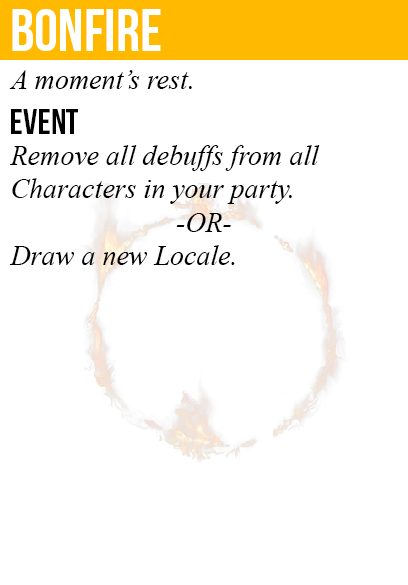 BONFIRE
A moment's rest.
EVENT
Remove all debuffs from all
Characters in your party.
-OR-
Draw a new Locale.